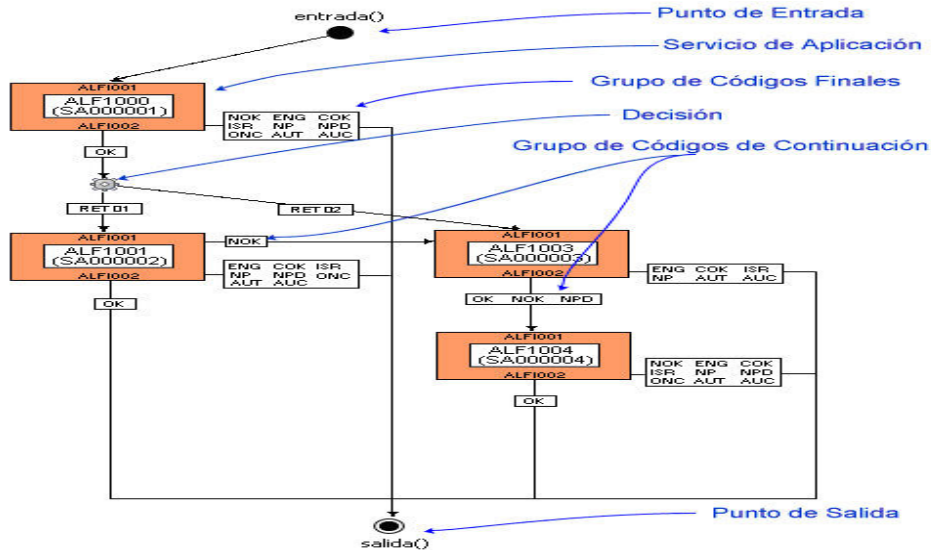 entrada()
Punto de Entrada
Servicio de Aplicación
Grupo de Códigos Finales
Decisión
Grupo de Códigos de Continuación
ALFI001
ALF1000
(SA000001)
ALFI002
NOK ENG COK
ISR NP NPD
ONC AUT AUC
OK
RET01
RET02
ALFI001
ALF1001
(SA000002)
ALFI002
NOK
ENG COK ISR
NP NPD ONC
AUT AUC
OK
ALFI001
ALF1003
(SA000003)
ALFI002
ENG COK ISR
NP AUT AUC
OK NOK NPD
ALFI001
ALF1004
(SA000004)
ALFI002
NOK ENG COK
ISR NP NPD
ONC AUT AUC
OK
Punto de Salida
salida()